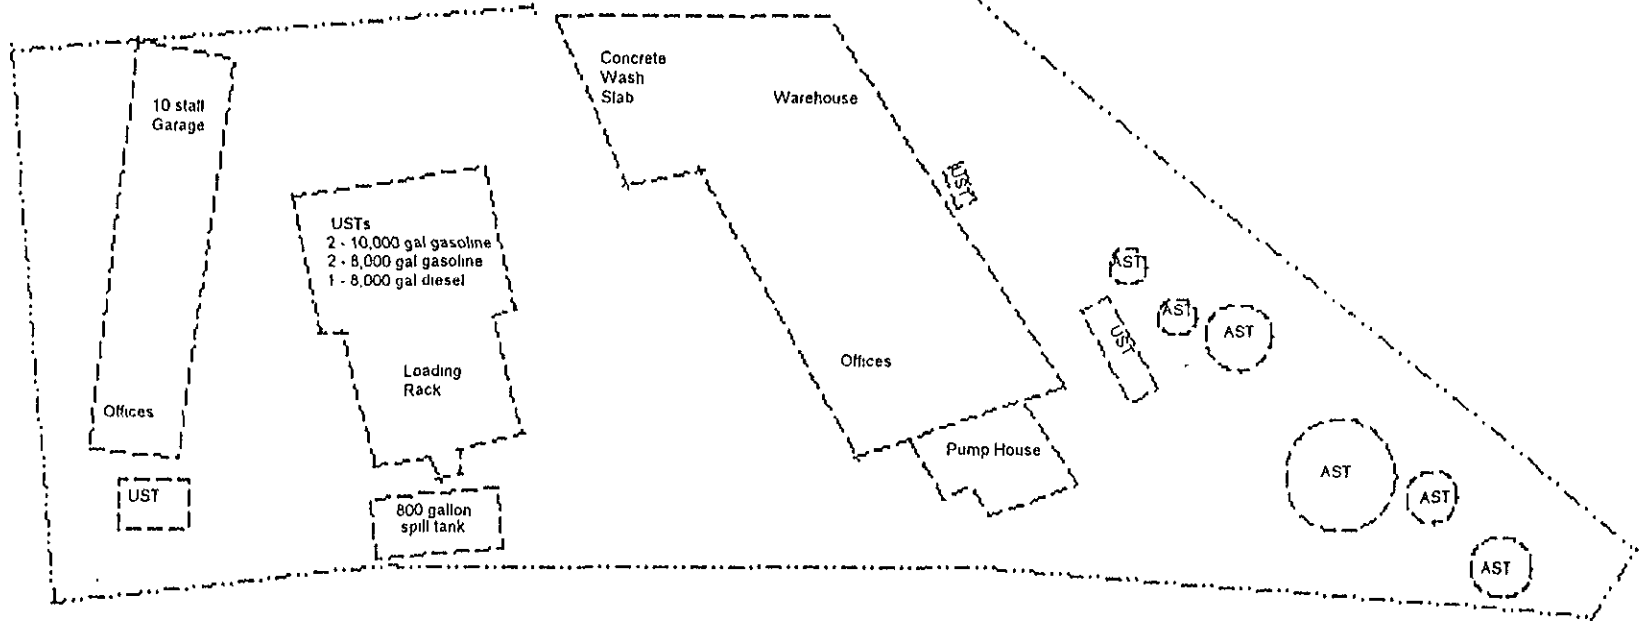 10 stall
Garage
Offices
UST
USTs
2 - 10,000 gal gasoline
2 - 8,000 gal gasoline
1 - 8,000 gal diesel
Loading
Rack
800 gallon
spill tank
Concrete
Wash
Slab
Warehouse
Offices
Pump House
UST
UST
AST
AST
AST
AST
AST
AST